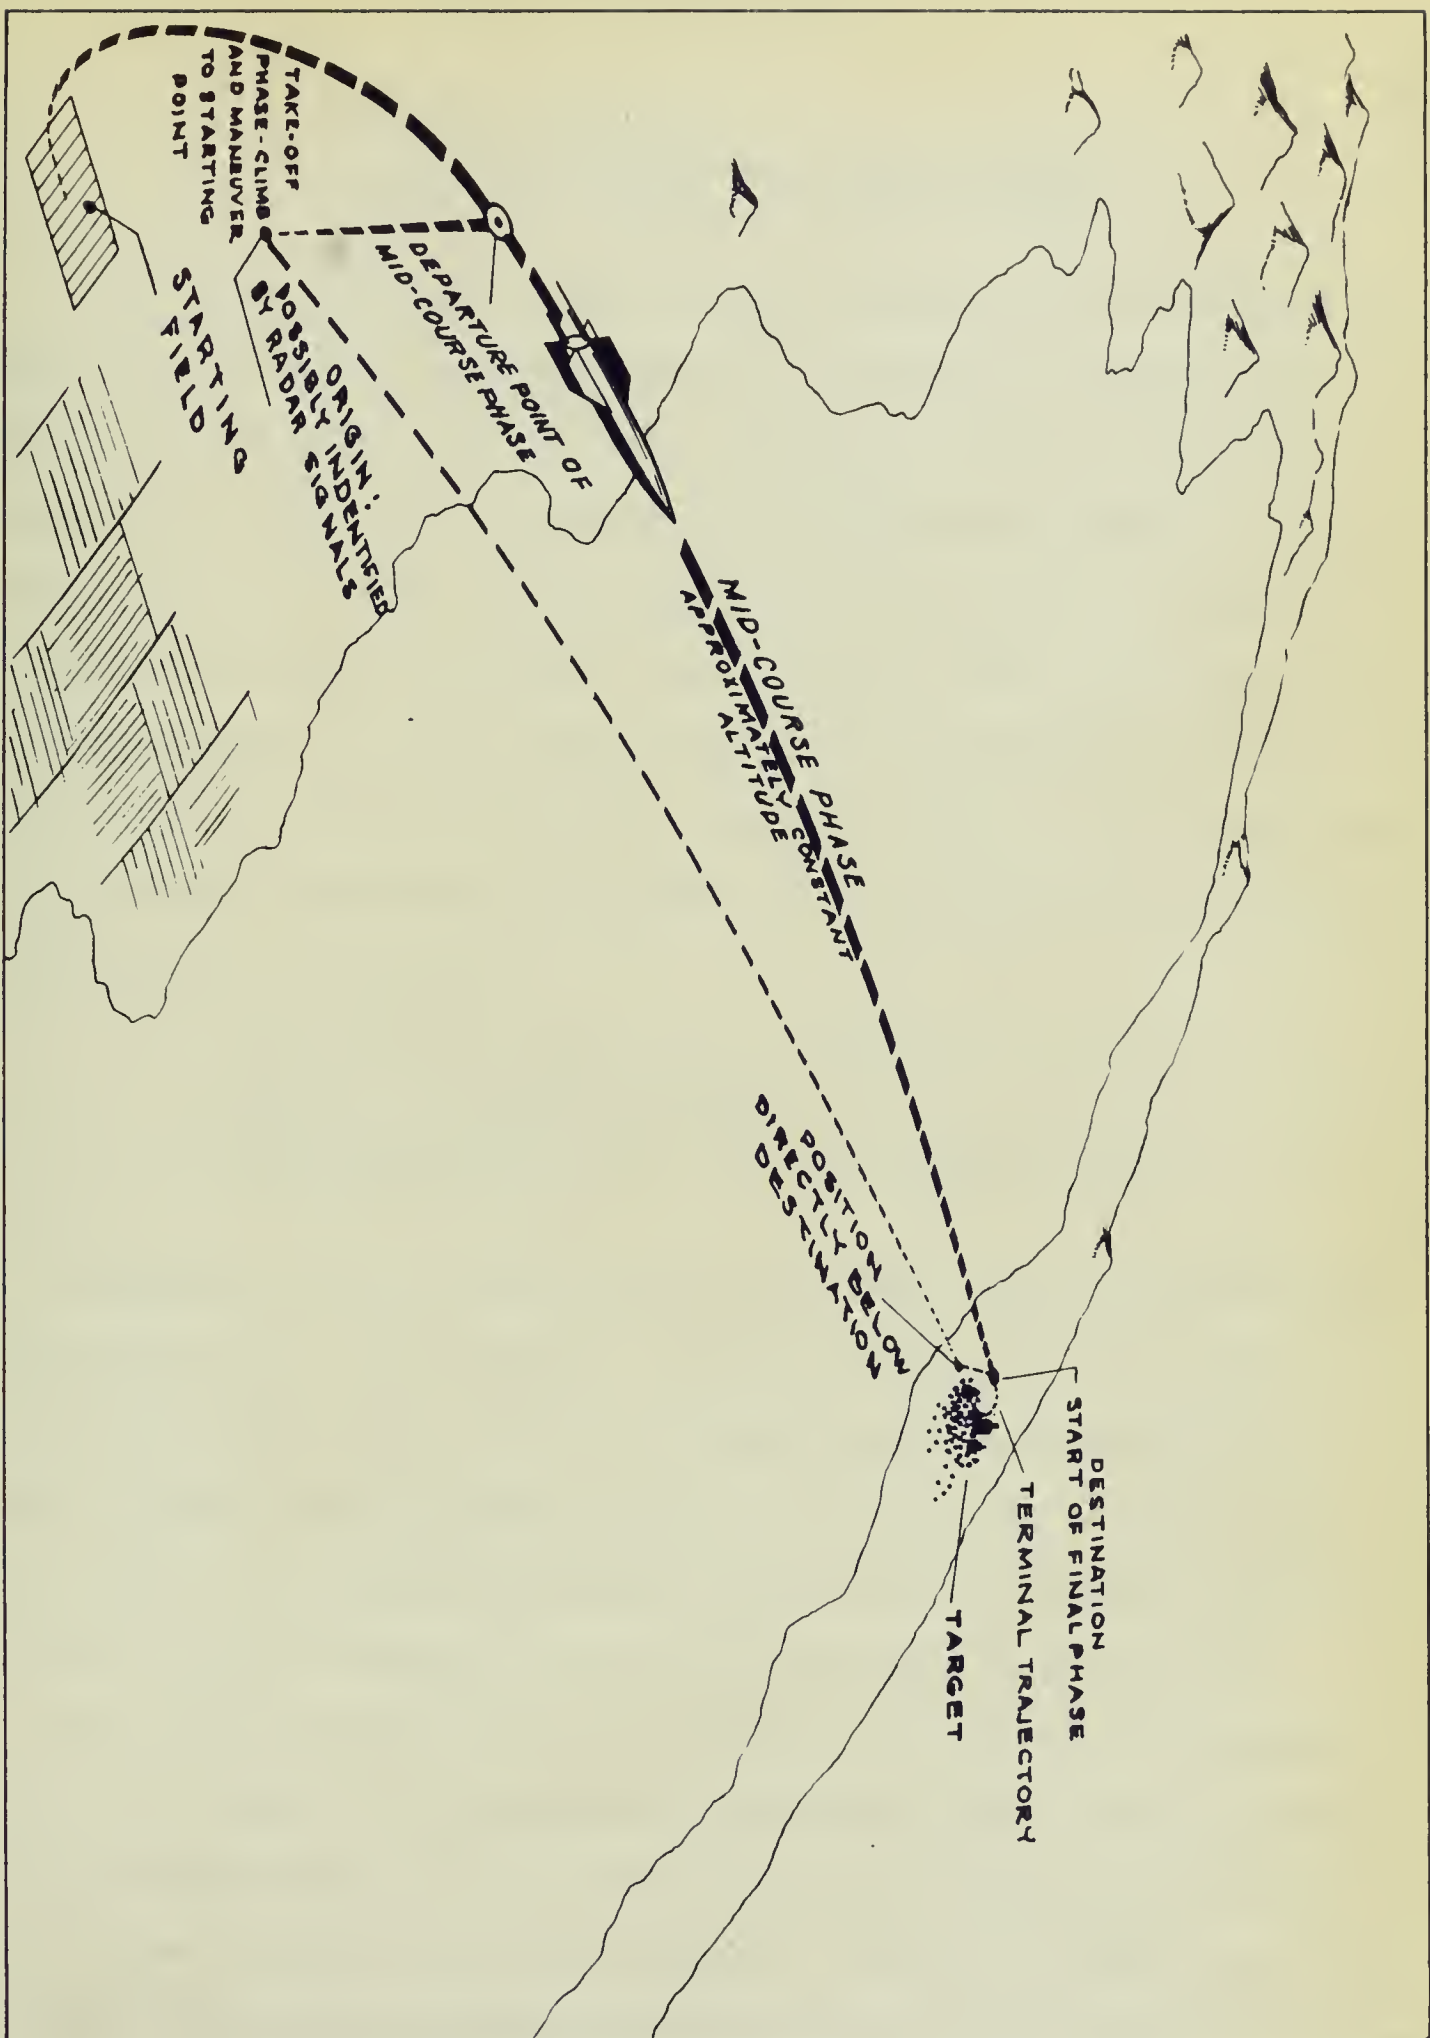 TAKE-OFF
PHASE-CLIMB
AND MANEUVER
TO STARTING
POINT
STARTING
FIELD
ORIGIN:
POSSIBLY INDENTIFIED
BY RADAR SIGNALS
DEPARTURE POINT OF
MID-COURSE PHASE
MID-COURSE PHASE
APPROXIMATELY CONSTANT
ALTITUDE
POSITION
DIRECTLY BELOW
DESTINATION
DESTINATION
START OF FINAL PHASE
TERMINAL TRAJECTORY
TARGET